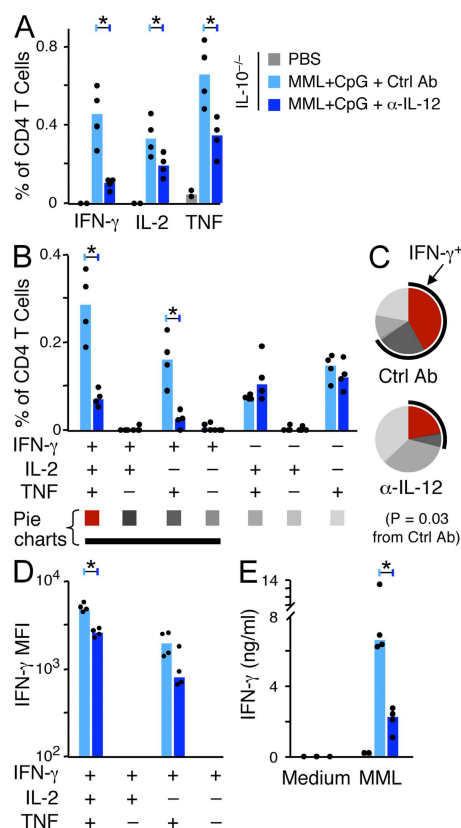 A
% of CD4 T Cells
0.8
0.4
0
* * *
IFN-γ IL-2 TNF
IL-10−/−
PBS
MML+CpG + Ctrl Ab
MML+CpG + α-IL-12
B
% of CD4 T Cells
0.4
0.2
0
* *
IFN-γ + + + + − − −
IL-2 + + − − + + −
TNF + − + − + − +
Pie
charts
C
IFN-γ+
Ctrl Ab
α-IL-12
(P = 0.03
from Ctrl Ab)
D
IFN-γ MFI
10⁴
10³
10²
*
IFN-γ + + + +
IL-2 + + − −
TNF + − + −
E
IFN-γ (ng/ml)
14
8
6
4
2
0
*
Medium MML